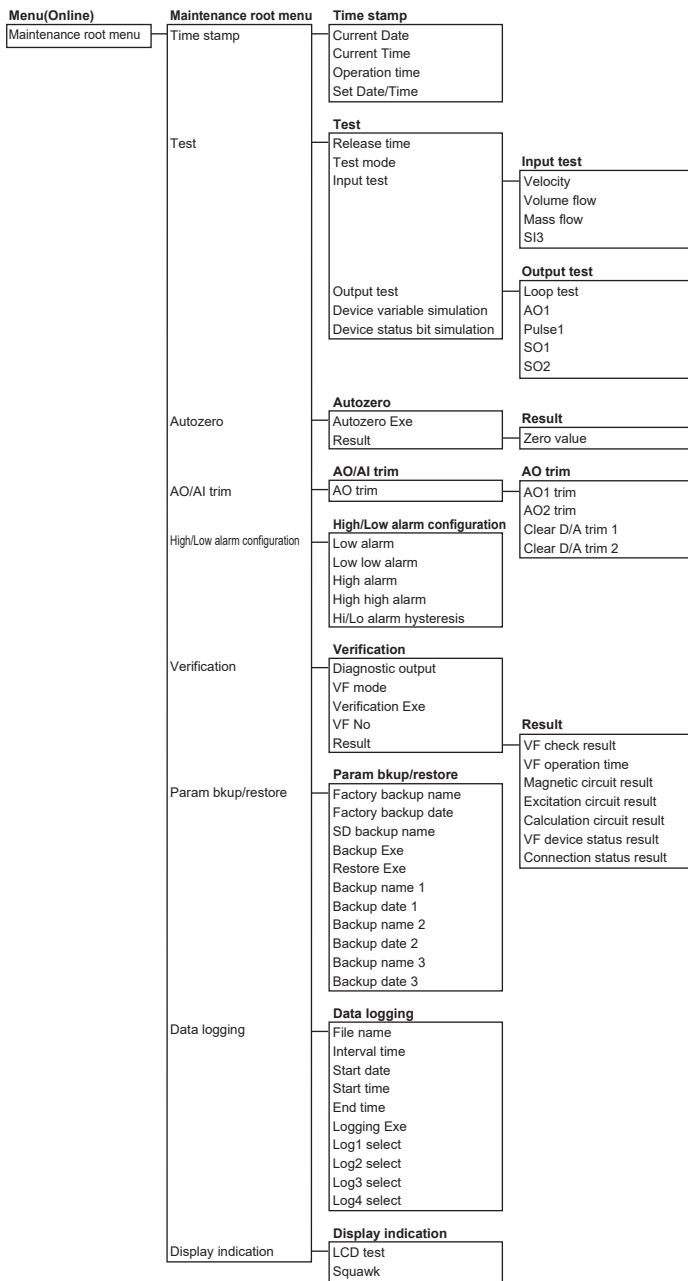 Menu(Online)
Maintenance root menu
Maintenance root menu
Time stamp
Time stamp
Current Date
Current Time
Operation time
Set Date/Time
Test
Test
Release time
Test mode
Input test
Input test
Velocity
Volume flow
Mass flow
SI3
Output test
Device variable simulation
Device status bit simulation
Output test
Loop test
AO1
Pulse1
SO1
SO2
Autozero
Autozero
Autozero Exe
Result
Result
Zero value
AO/AI trim
AO/AI trim
AO trim
AO trim
AO1 trim
AO2 trim
Clear D/A trim 1
Clear D/A trim 2
High/Low alarm configuration
High/Low alarm configuration
Low alarm
Low low alarm
High alarm
High high alarm
Hi/Lo alarm hysteresis
Verification
Verification
Diagnostic output
VF mode
Verification Exe
VF No
Result
Result
VF check result
VF operation time
Magnetic circuit result
Excitation circuit result
Calculation circuit result
VF device status result
Connection status result
Param bkup/restore
Param bkup/restore
Factory backup name
Factory backup date
SD backup name
Backup Exe
Restore Exe
Backup name 1
Backup date 1
Backup name 2
Backup date 2
Backup name 3
Backup date 3
Data logging
Data logging
File name
Interval time
Start date
Start time
End time
Logging Exe
Log1 select
Log2 select
Log3 select
Log4 select
Display indication
Display indication
LCD test
Squawk